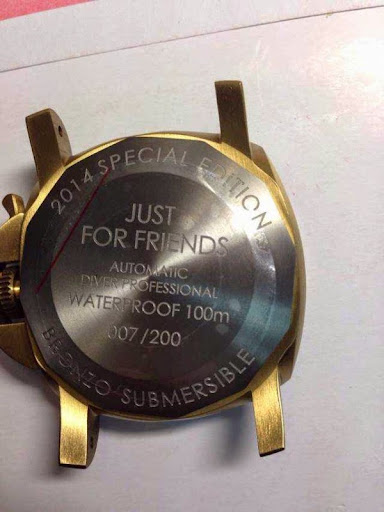 2014 SPECIAL EDITION
JUST
FOR FRIENDS
AUTOMATIC
DIVER PROFESSIONAL
WATERPROOF 100m
007/200
BRONZO SUBMERSIBLE